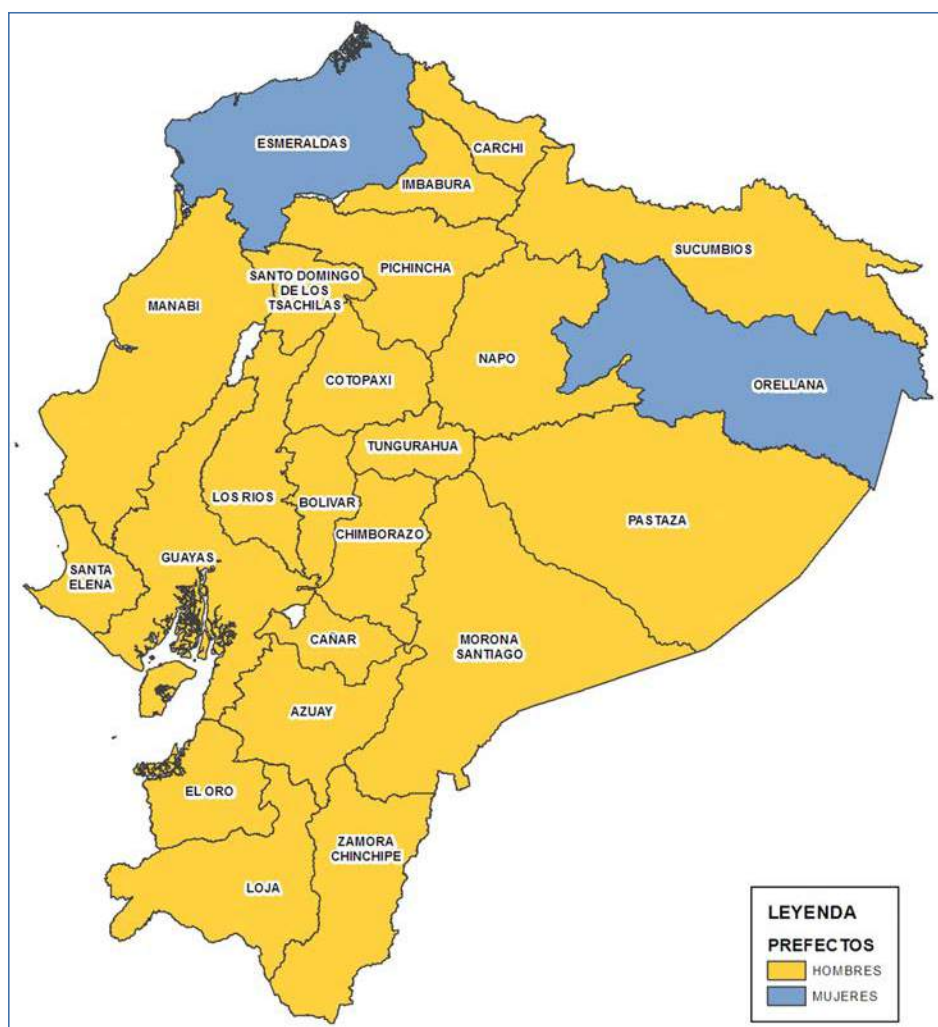 ESMERALDAS
CARCHI
IMBABURA
SUCUMBIOS
PICHINCHA
SANTO DOMINGO
DE LOS
TSACHILAS
MANABI
NAPO
COTOPAXI
ORELLANA
TUNGURAHUA
LOS RIOS
BOLIVAR
PASTAZA
CHIMBORAZO
GUAYAS
SANTA
ELENA
CAÑAR
MORONA
SANTIAGO
AZUAY
EL ORO
ZAMORA
CHINCHIPE
LOJA
LEYENDA
PREFECTOS
HOMBRES
MUJERES